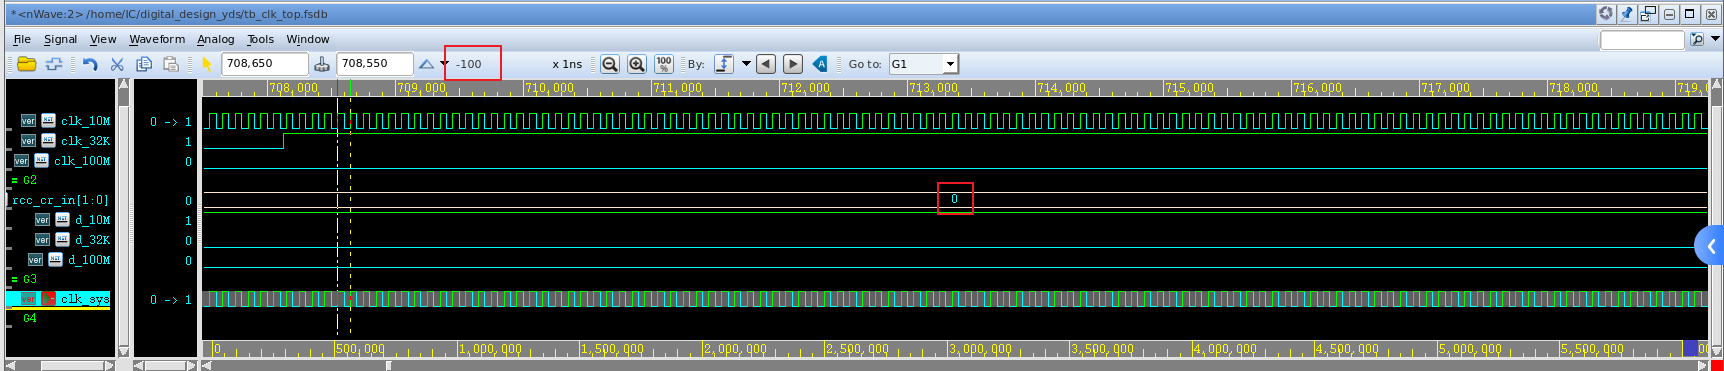 *<nWave:2> /home/IC/digital_design_yds/tb_clk_top.fsdb
File Signal View Waveform Analog Tools Window
708,650 708,550 -100 x 1ns 100% By: Go to: G1
708,000 709,000 710,000 711,000 712,000 713,000 714,000 715,000 716,000 717,000 718,000 719,
ver clk_10M 0 -> 1
ver clk_32K 1
ver clk_100M 0
= G2
rcc_cr_in[1:0] 0 0
ver d_10M 1
ver d_32K 0
ver d_100M 0
= G3
ver clk_sys 0 -> 1
G4
0 500,000 1,000,000 1,500,000 2,000,000 2,500,000 3,000,000 3,500,000 4,000,000 4,500,000 5,000,000 5,500,000